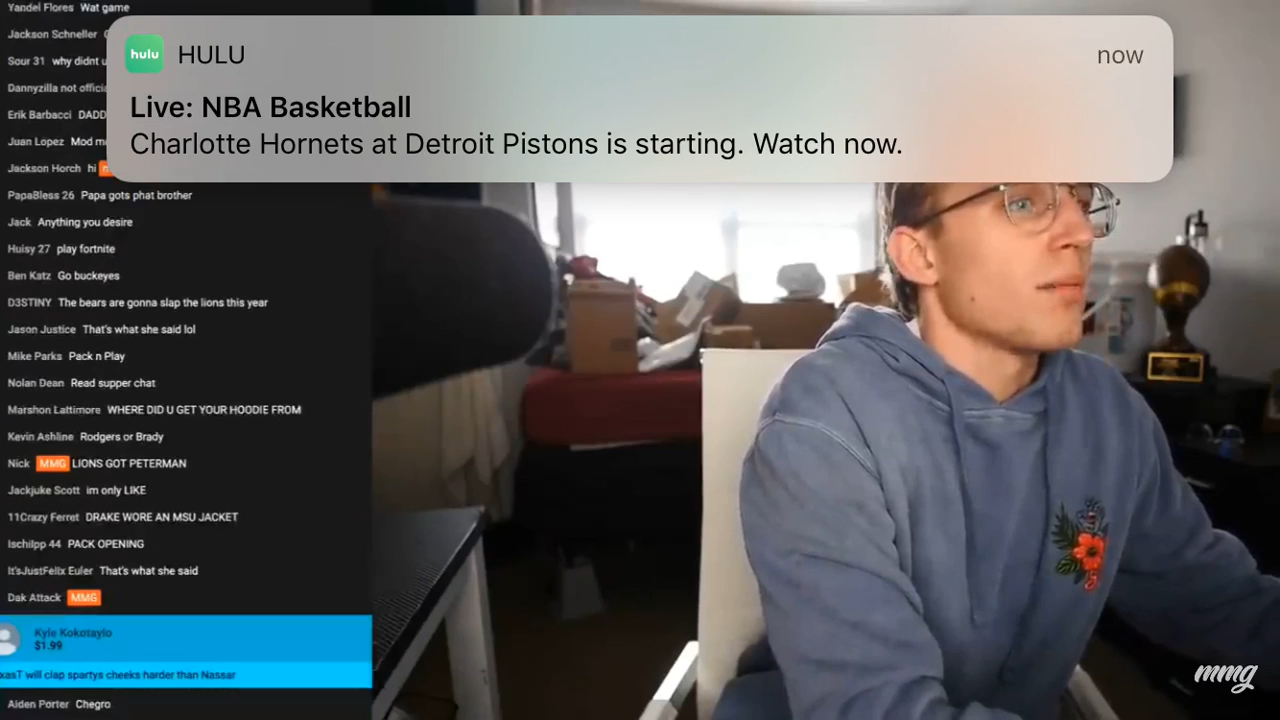 Yandel Flores Wat game
Jackson Schneller
Sour 31 why didnt u
Dannyzilla not offici
Erik Barbacci DADD
Juan Lopez Mod m
Jackson Horch hi
hulu HULU now
Live: NBA Basketball
Charlotte Hornets at Detroit Pistons is starting. Watch now.
PapaBless 26 Papa gots phat brother
Jack Anything you desire
Huisy 27 play fortnite
Ben Katz Go buckeyes
D3STINY The bears are gonna slap the lions this year
Jason Justice That's what she said lol
Mike Parks Pack n Play
Nolan Dean Read supper chat
Marshon Lattimore WHERE DID U GET YOUR HOODIE FROM
Kevin Ashline Rodgers or Brady
Nick MMG LIONS GOT PETERMAN
Jackjuke Scott im only LIKE
11Crazy Ferret DRAKE WORE AN MSU JACKET
Ischilpp 44 PACK OPENING
It'sJustFelix Euler That's what she said
Dak Attack MMG
Kyle Kokotaylo
$1.99
xasT will clap spartys cheeks harder than Nassar
Aiden Porter Chegro
mmg